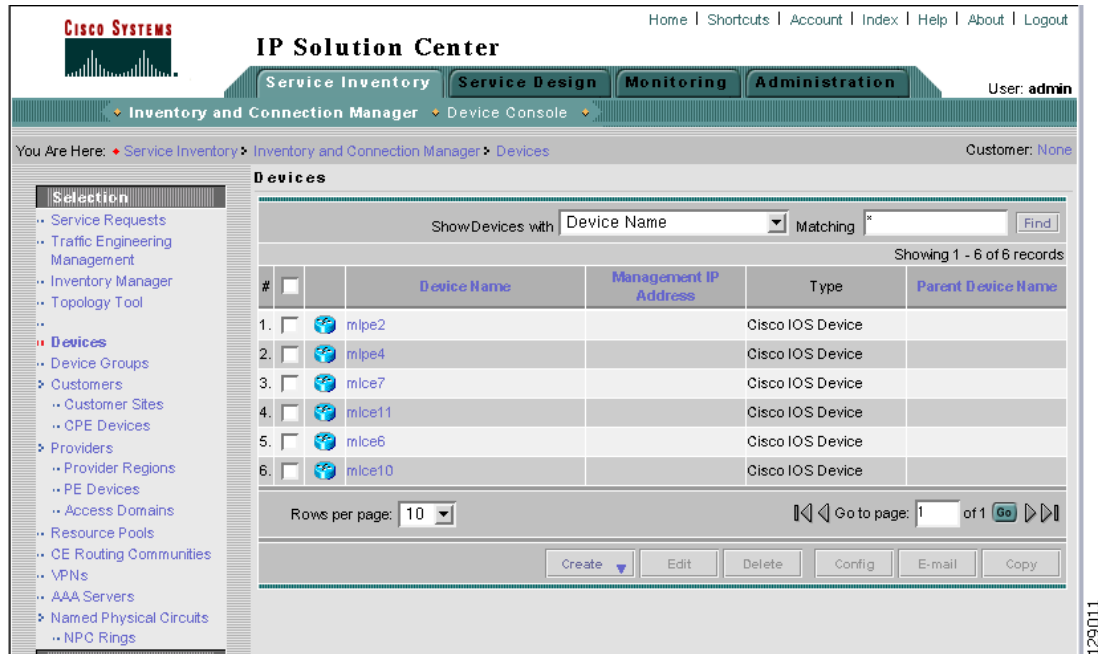 Home | Shortcuts | Account | Index | Help | About | Logout
CISCO SYSTEMS
IP Solution Center
Service Inventory Service Design Monitoring Administration
User: admin
Inventory and Connection Manager Device Console
You Are Here: Service Inventory Inventory and Connection Manager Devices
Customer: None
Selection
Service Requests
Traffic Engineering
Management
Inventory Manager
Topology Tool
Devices
Device Groups
Customers
Customer Sites
CPE Devices
Providers
Provider Regions
PE Devices
Access Domains
Resource Pools
CE Routing Communities
VPNs
AAA Servers
Named Physical Circuits
NPC Rings
Devices
Show Devices with Device Name Matching * Find
Showing 1 - 6 of 6 records
# Device Name Management IP Address Type Parent Device Name
1. mlpe2 Cisco IOS Device
2. mlpe4 Cisco IOS Device
3. mlce7 Cisco IOS Device
4. mlce11 Cisco IOS Device
5. mlce6 Cisco IOS Device
6. mlce10 Cisco IOS Device
Rows per page: 10 Go to page: 1 of 1 Go
Create Edit Delete Config E-mail Copy
129011